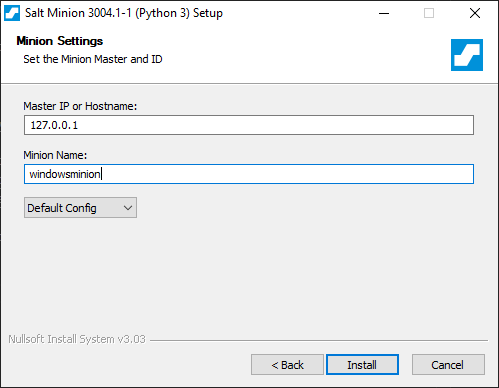 Salt Minion 3004.1-1 (Python 3) Setup
Minion Settings
Set the Minion Master and ID
Master IP or Hostname:
127.0.0.1
Minion Name:
windowsminion
Default Config
Nullsoft Install System v3.03
< Back Install Cancel